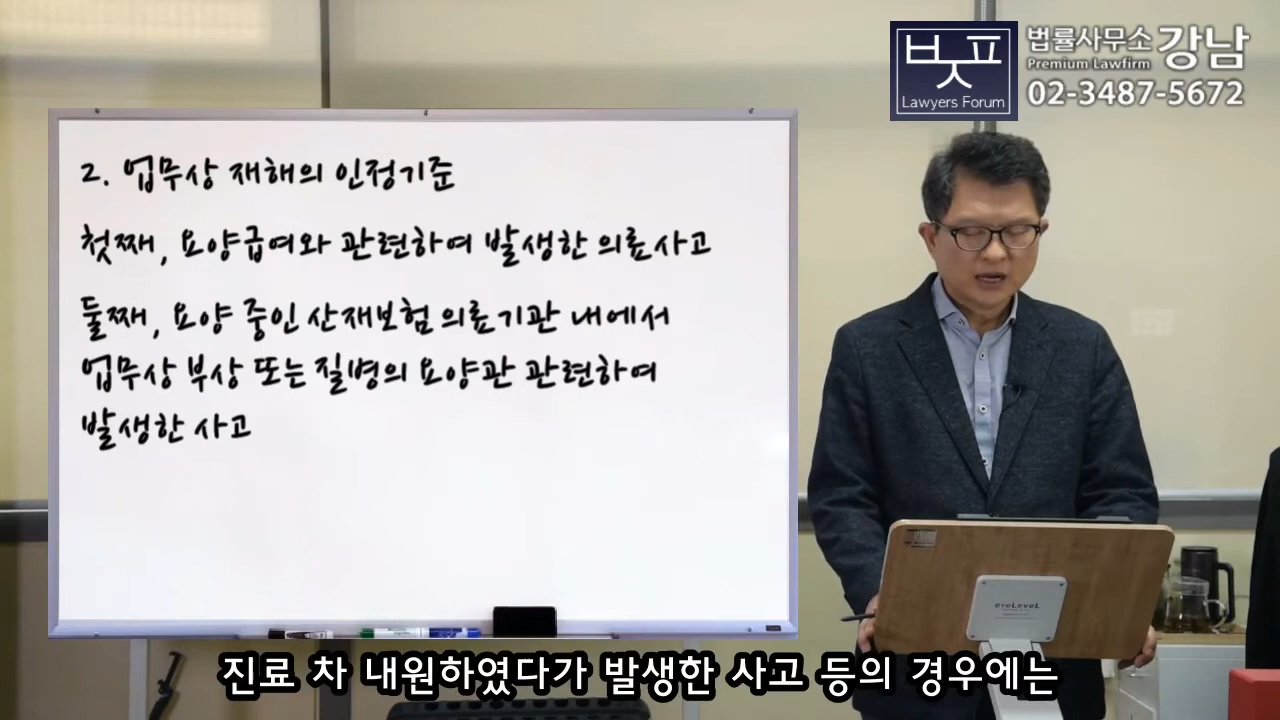 벗프
Lawyers Forum
법률사무소 강남
Premium Lawfirm
02-3487-5672
2. 업무상 재해의 인정기준
첫째, 요양급여와 관련하여 발생한 의료사고
둘째, 요양 중인 산재보험 의료기관 내에서
업무상 부상 또는 질병의 요양관 관련하여
발생한 사고
eyeLeveL
진료 차 내원하였다가 발생한 사고 등의 경우에는